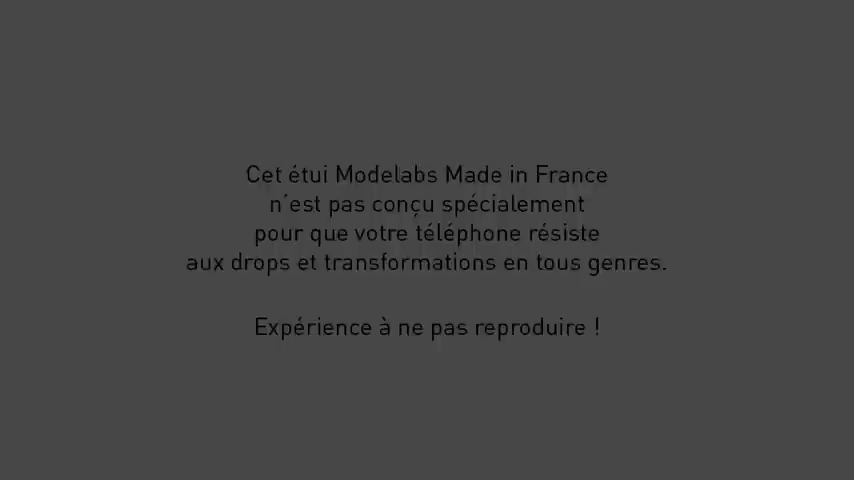 Cet étui Modelabs Made in France
n'est pas conçu spécialement
pour que votre téléphone résiste
aux drops et transformations en tous genres.
Expérience à ne pas reproduire !